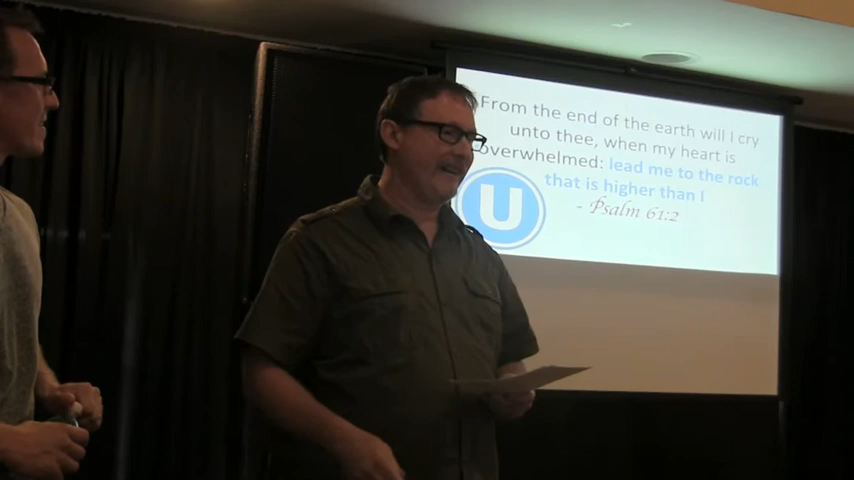 From the end of the earth will I cry
unto thee, when my heart is
overwhelmed: lead me to the rock
that is higher than I
- Psalm 61:2
U